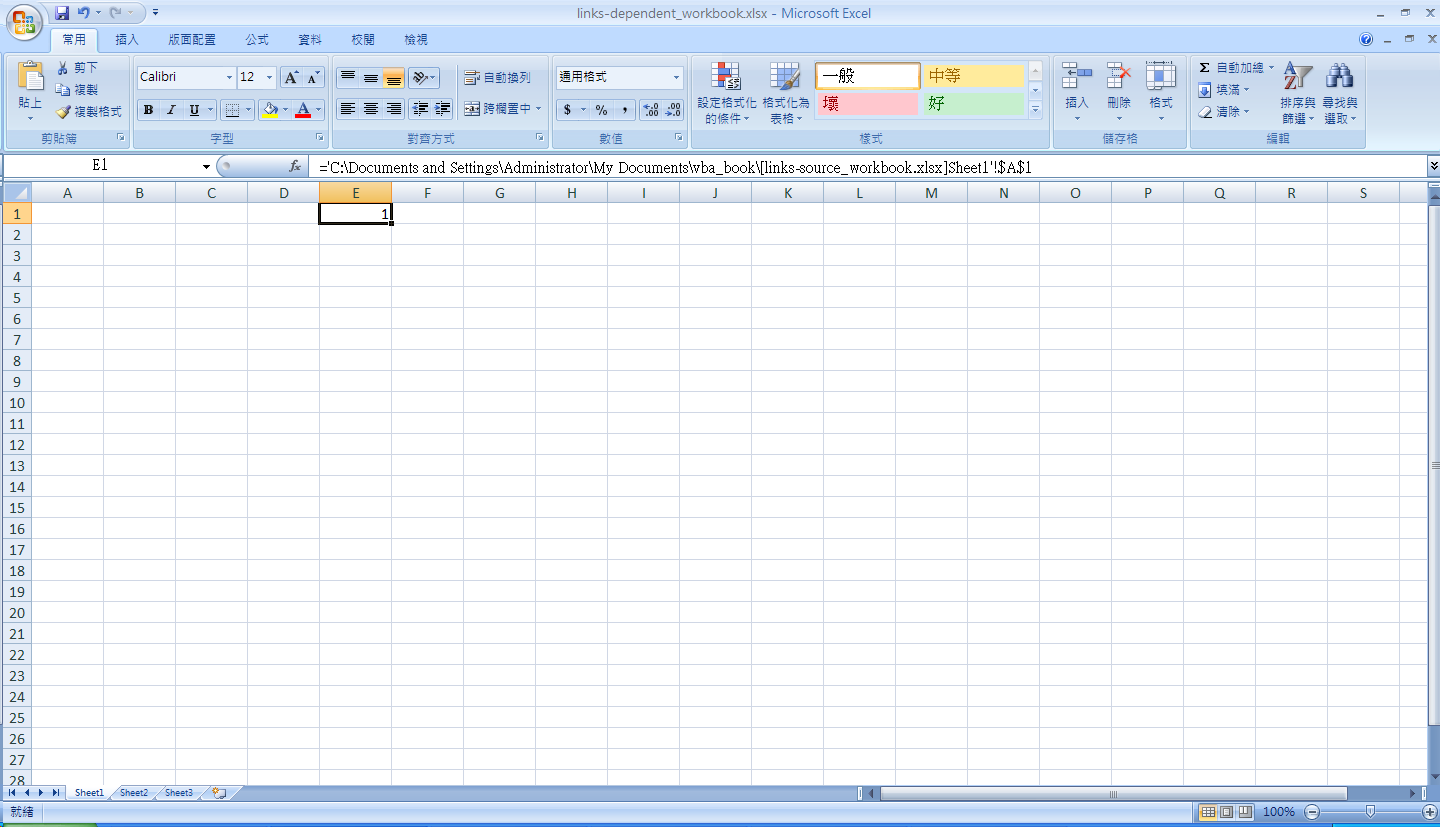 links-dependent_workbook.xlsx - Microsoft Excel
常用 插入 版面配置 公式 資料 校閱 檢視
貼上 剪下 複製 複製格式 剪貼簿
Calibri 12 A A B I U A 字型
自動換列 跨欄置中 對齊方式
通用格式 $ % , .00 .0 數值
設定格式化的條件 格式化為表格 一般 中等 壞 好 樣式
插入 刪除 格式 儲存格
Σ 自動加總 填滿 清除 排序與篩選 尋找與選取 編輯
E1 fx ='C:\Documents and Settings\Administrator\My Documents\vba_book\[links-source_workbook.xlsx]Sheet1'!$A$1
A B C D E F G H I J K L M N O P Q R S
1 1
2
3
4
5
6
7
8
9
10
11
12
13
14
15
16
17
18
19
20
21
22
23
24
25
26
27
28
Sheet1 Sheet2 Sheet3
就緒 100%